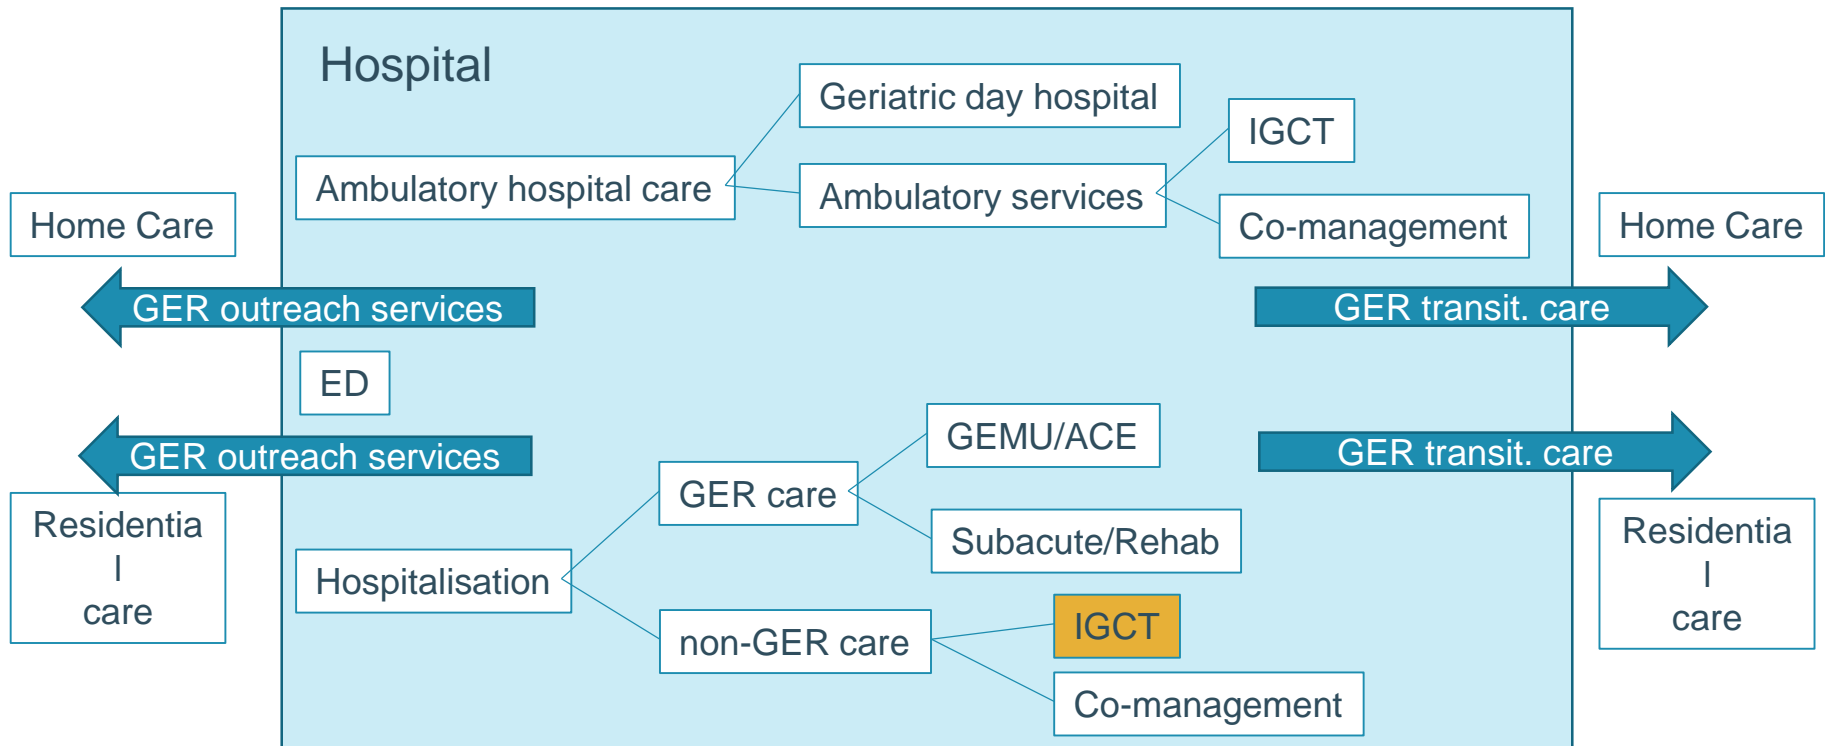 Hospital
Geriatric day hospital
IGCT
Ambulatory hospital care
Ambulatory services
Home Care
Co-management
Home Care
GER outreach services
GER transit. care
ED
GEMU/ACE
GER outreach services
GER transit. care
GER care
Residentia
l
care
Subacute/Rehab
Residentia
l
care
Hospitalisation
IGCT
non-GER care
Co-management